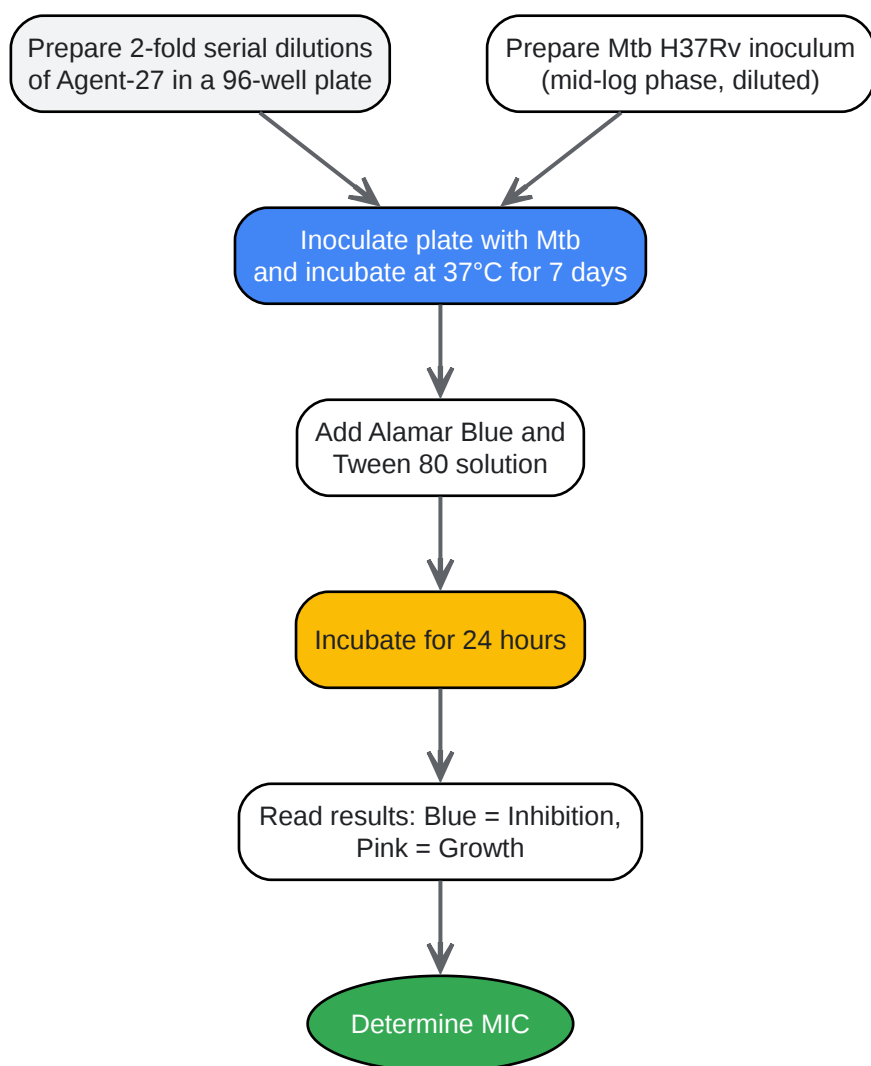 Prepare 2-fold serial dilutions
of Agent-27 in a 96-well plate
Prepare Mtb H37Rv inoculum
(mid-log phase, diluted)
Inoculate plate with Mtb
and incubate at 37°C for 7 days
Add Alamar Blue and
Tween 80 solution
Incubate for 24 hours
Read results: Blue = Inhibition,
Pink = Growth
Determine MIC